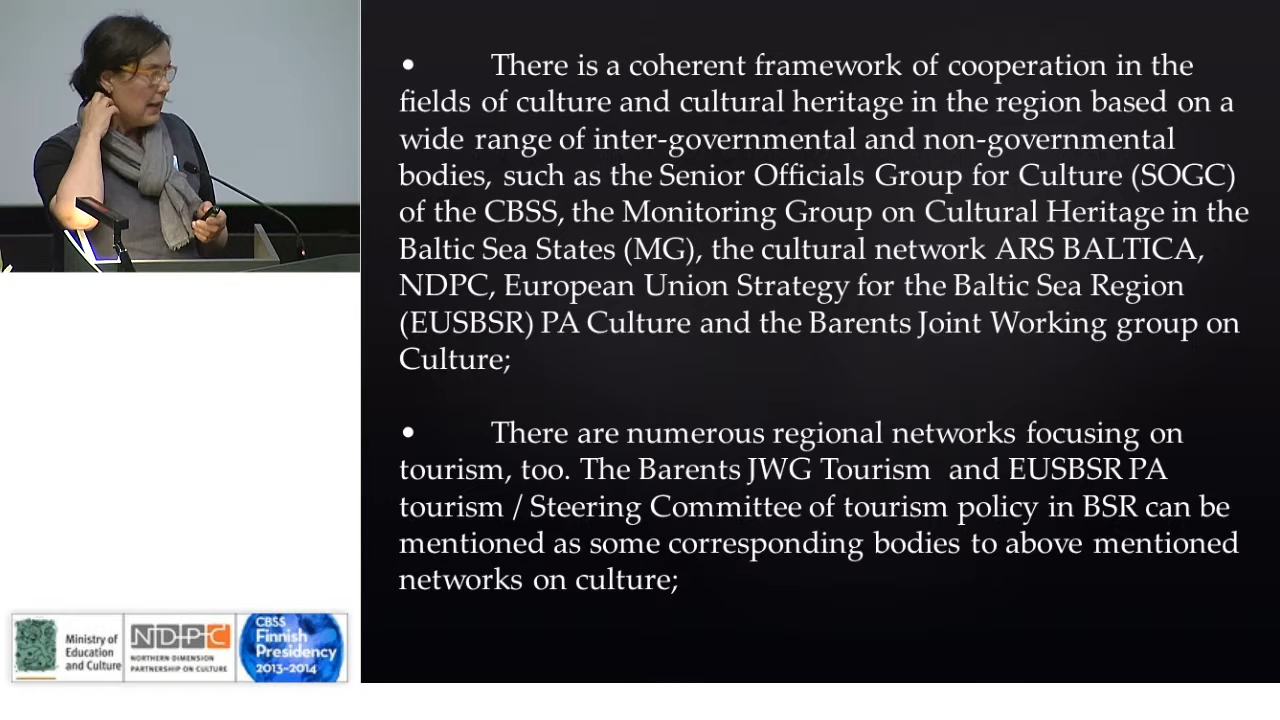 • There is a coherent framework of cooperation in the
fields of culture and cultural heritage in the region based on a
wide range of inter-governmental and non-governmental
bodies, such as the Senior Officials Group for Culture (SOGC)
of the CBSS, the Monitoring Group on Cultural Heritage in the
Baltic Sea States (MG), the cultural network ARS BALTICA,
NDPC, European Union Strategy for the Baltic Sea Region
(EUSBSR) PA Culture and the Barents Joint Working group on
Culture;
• There are numerous regional networks focusing on
tourism, too. The Barents JWG Tourism and EUSBSR PA
tourism / Steering Committee of tourism policy in BSR can be
mentioned as some corresponding bodies to above mentioned
networks on culture;
Ministry of
Education
and Culture
NDPC
NORTHERN DIMENSION
PARTNERSHIP ON CULTURE
CBSS
Finnish
Presidency
2013–2014